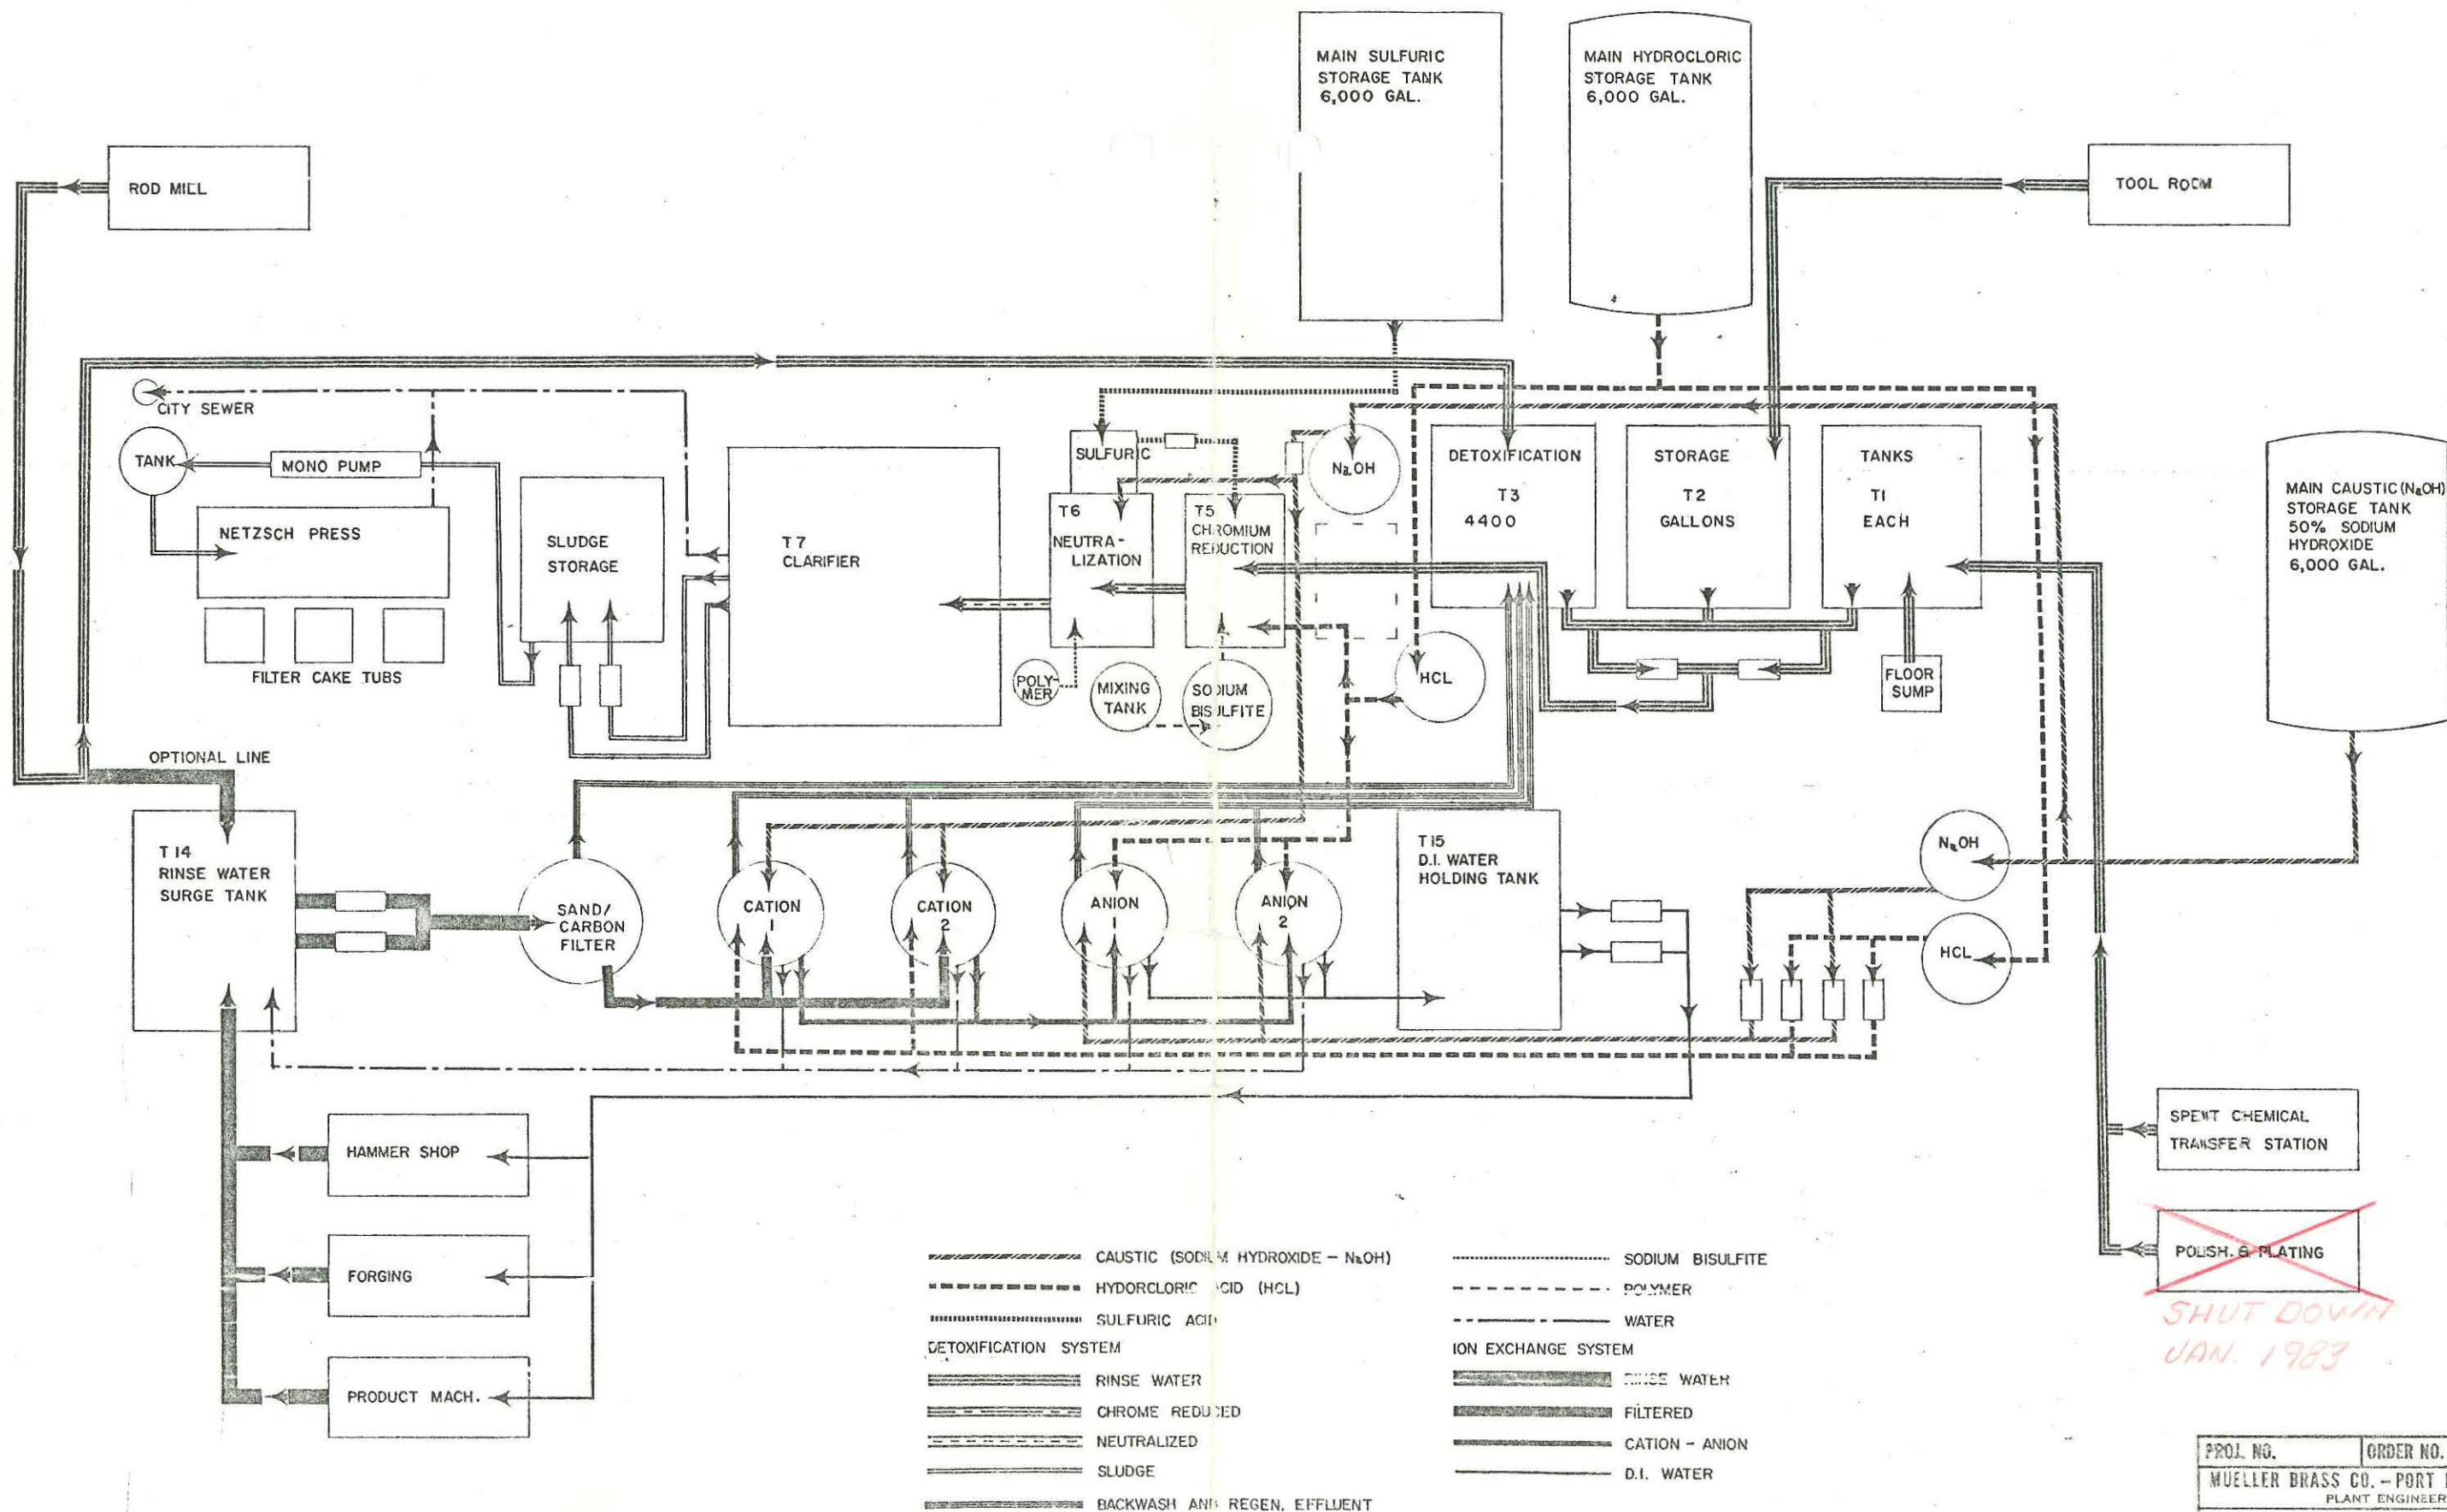 MAIN SULFURIC
STORAGE TANK
6,000 GAL.
MAIN HYDROCLORIC
STORAGE TANK
6,000 GAL.
ROD MILL
TOOL ROOM
CITY SEWER
TANK
MONO PUMP
NETZSCH PRESS
FILTER CAKE TUBS
SLUDGE
STORAGE
T7
CLARIFIER
SULFURIC
T6
NEUTRA-
LIZATION
T5
CHROMIUM
REDUCTION
NaOH
DETOXIFICATION
T3
4400
STORAGE
T2
GALLONS
TANKS
T1
EACH
MAIN CAUSTIC (NaOH)
STORAGE TANK
50% SODIUM
HYDROXIDE
6,000 GAL.
POLY-
MER
MIXING
TANK
SODIUM
BISULFITE
HCL
FLOOR
SUMP
OPTIONAL LINE
T14
RINSE WATER
SURGE TANK
SAND/
CARBON
FILTER
CATION
1
CATION
2
ANION
1
ANION
2
T15
D.I. WATER
HOLDING TANK
NaOH
HCL
HAMMER SHOP
FORGING
PRODUCT MACH.
SPENT CHEMICAL
TRANSFER STATION
POLISH. & PLATING
SHUT DOWN
JAN. 1983
CAUSTIC (SODIUM HYDROXIDE - NaOH)
HYDORCLORIC ACID (HCL)
SULFURIC ACID
DETOXIFICATION SYSTEM
RINSE WATER
CHROME REDUCED
NEUTRALIZED
SLUDGE
BACKWASH AND REGEN. EFFLUENT
SODIUM BISULFITE
POLYMER
WATER
ION EXCHANGE SYSTEM
RINSE WATER
FILTERED
CATION - ANION
D.I. WATER
PROJ. NO.
ORDER NO.
MUELLER BRASS CO. - PORT
PLANT ENGINEER